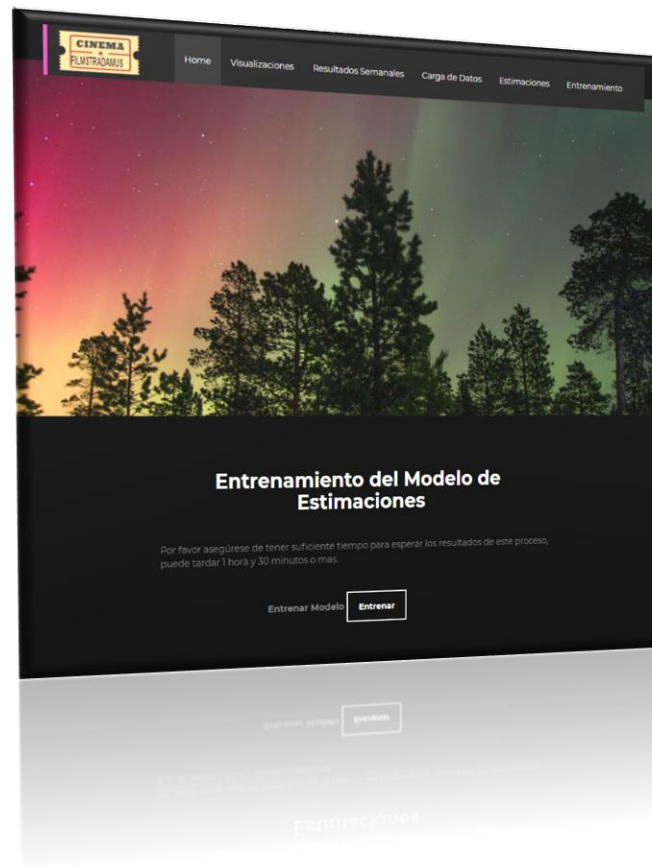 CINEMA
FILMSTRADAMUS
Home Visualizaciones Resultados Semanales Carga de Datos Estimaciones Entrenamiento
Entrenamiento del Modelo de
Estimaciones
Por favor asegúrese de tener suficiente tiempo para esperar los resultados de este proceso,
puede tardar 1 hora y 30 minutos o mas.
Entrenar Modelo Entrenar